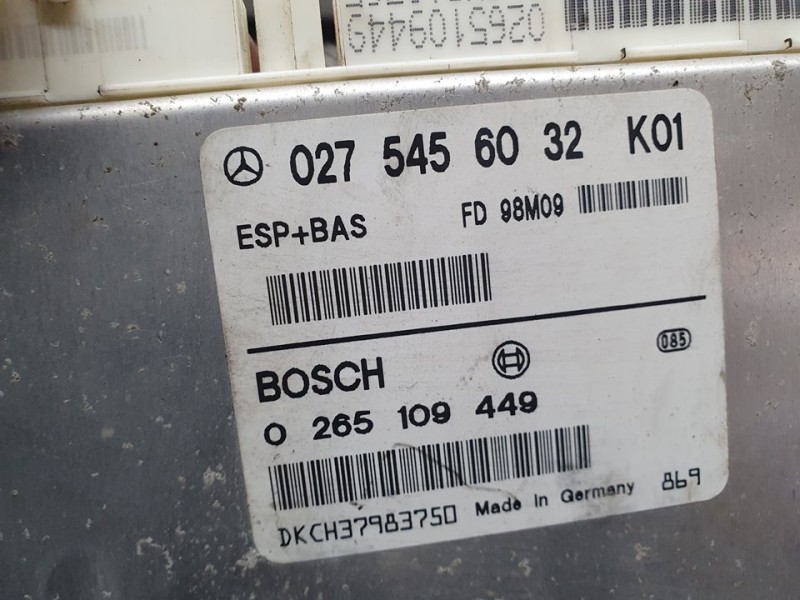 0265109449
027 545 60 32 K01
ESP+BAS FD 98M09
BOSCH 085
0 265 109 449
DKCH37983750 Made In Germany 869